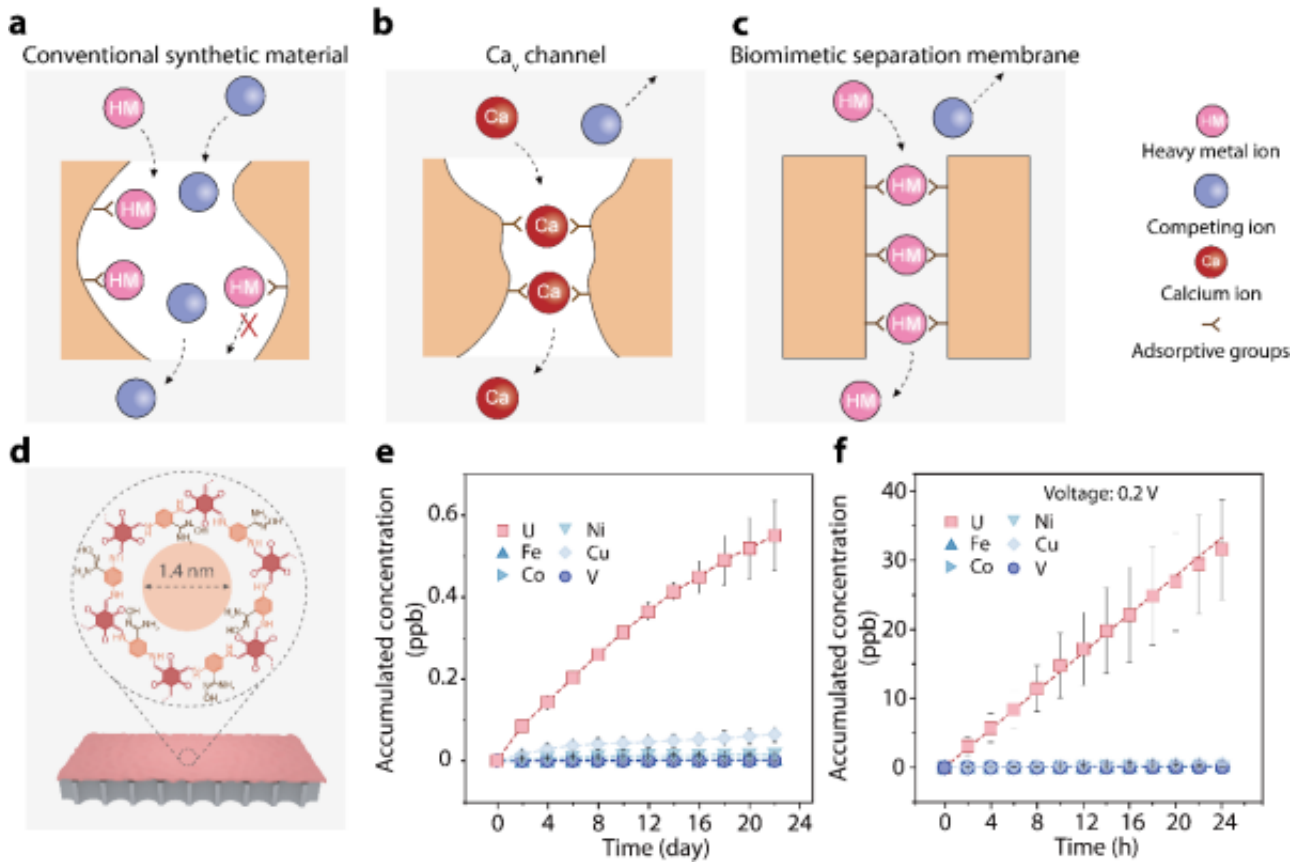 a
Conventional synthetic material
HM
HM
HM
HM
b
Cav channel
Ca
Ca
Ca
Ca
c
Biomimetic separation membrane
HM
HM
HM
HM
HM
HM
Heavy metal ion
Competing ion
Ca
Calcium ion
Adsorptive groups
d
1.4 nm
e
Accumulated concentration
(ppb)
0.6
0.4
0.2
0
U
Fe
Co
Ni
Cu
V
0 4 8 12 16 20 24
Time (day)
f
Accumulated concentration
(ppb)
Voltage: 0.2 V
40
30
20
10
0
U
Fe
Co
Ni
Cu
V
0 4 8 12 16 20 24
Time (h)